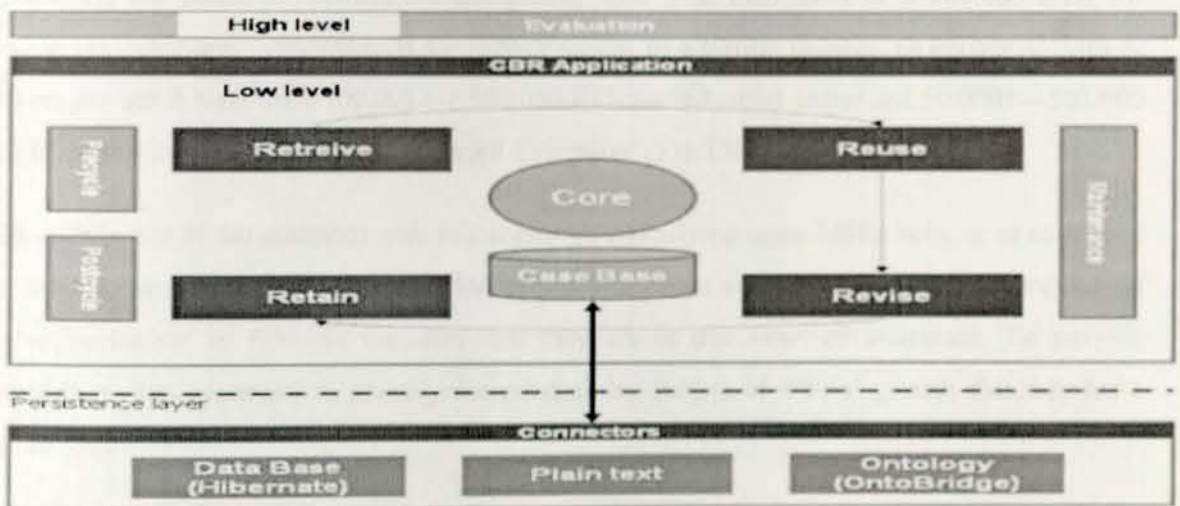 High level Evaluation
CBR Application
Low level
Precycle
Retreive
Reuse
Maintenance
Core
Postcycle
Retain
Case Base
Revise
Persistence layer
Connectors
Data Base
(Hibernate)
Plain text
Ontology
(OntoBridge)